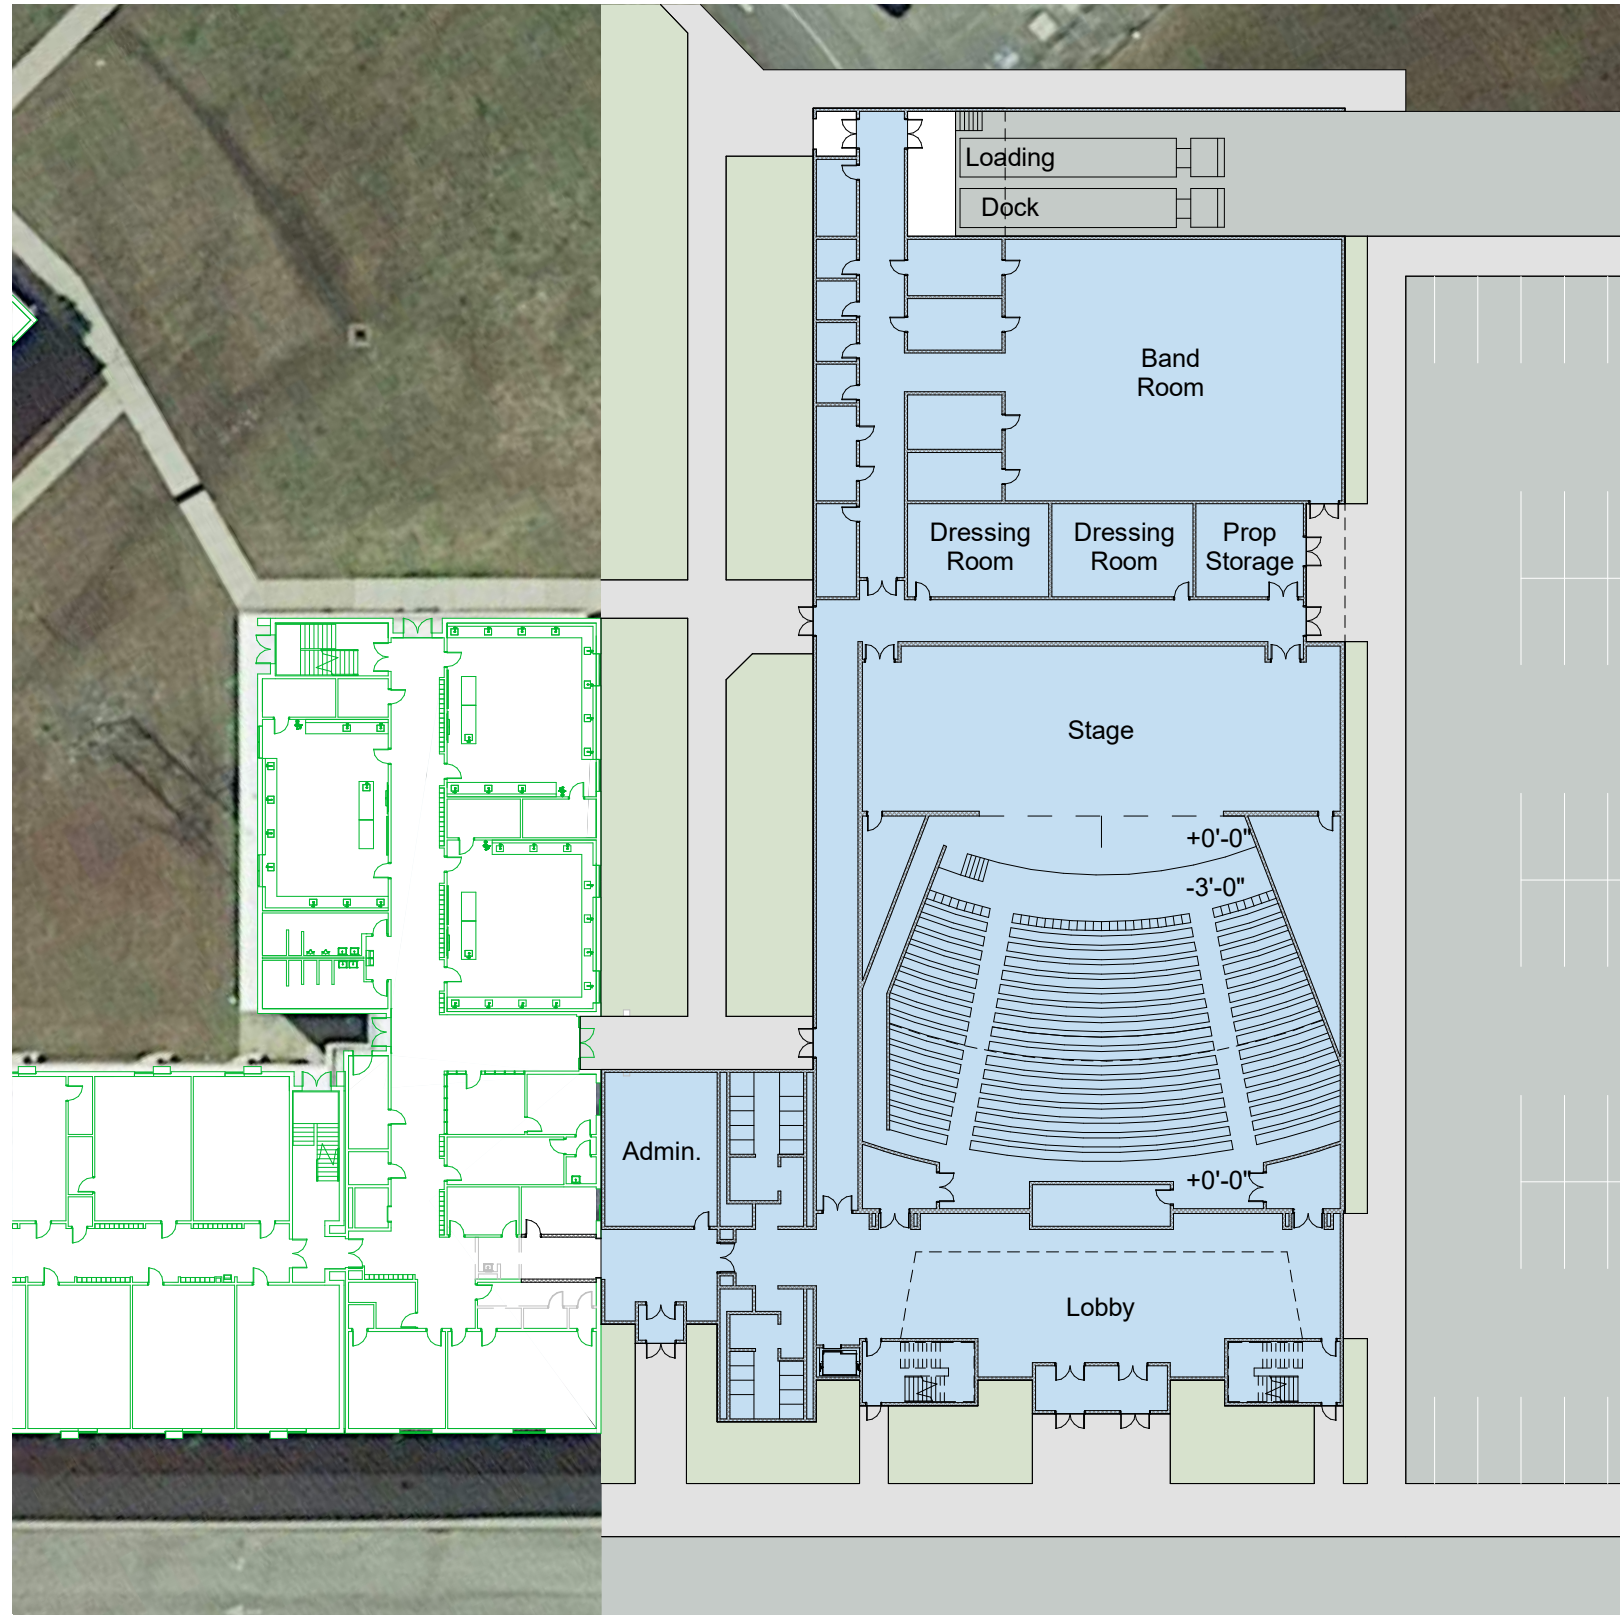 Loading
Dock
Band
Room
Dressing
Room
Dressing
Room
Prop
Storage
Stage
+0'-0"
-3'-0"
Admin.
+0'-0"
Lobby